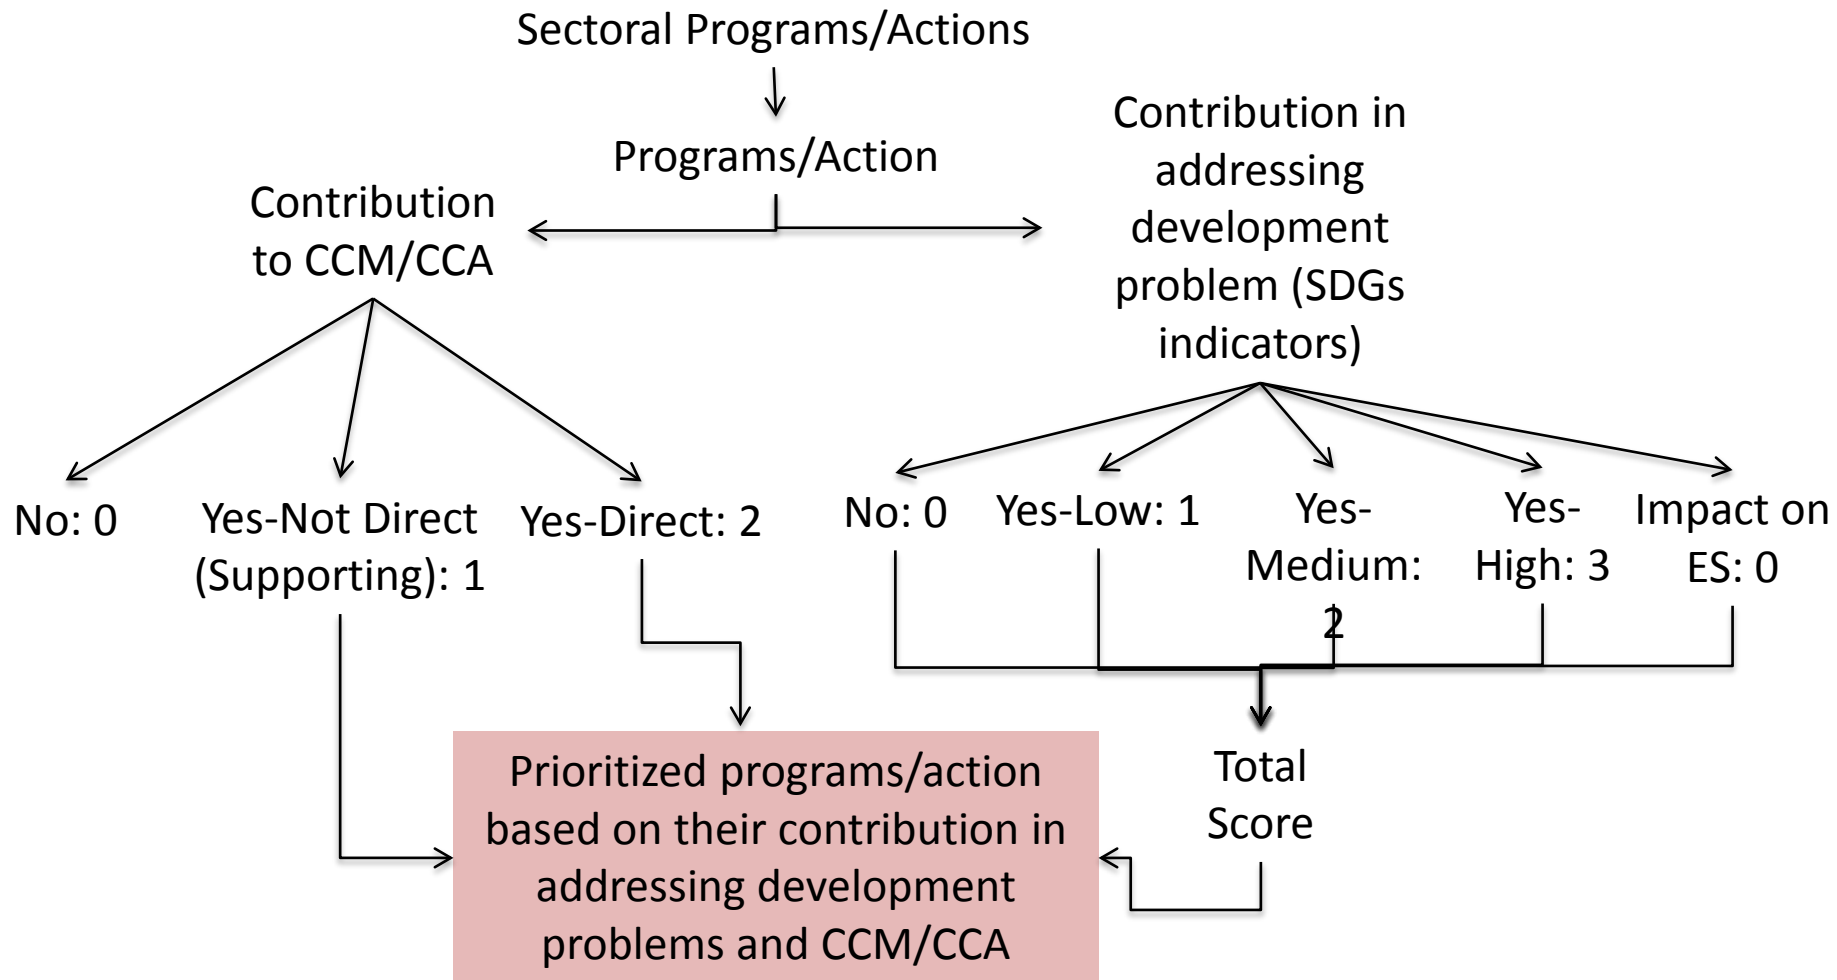 Sectoral Programs/Actions
Programs/Action
Contribution
to CCM/CCA
Contribution in
addressing
development
problem (SDGs
indicators)
No: 0
Yes-Not Direct
(Supporting): 1
Yes-Direct: 2
No: 0
Yes-Low: 1
Yes-
Medium:
2
Yes-
High: 3
Impact on
ES: 0
Prioritized programs/action
based on their contribution in
addressing development
problems and CCM/CCA
Total
Score